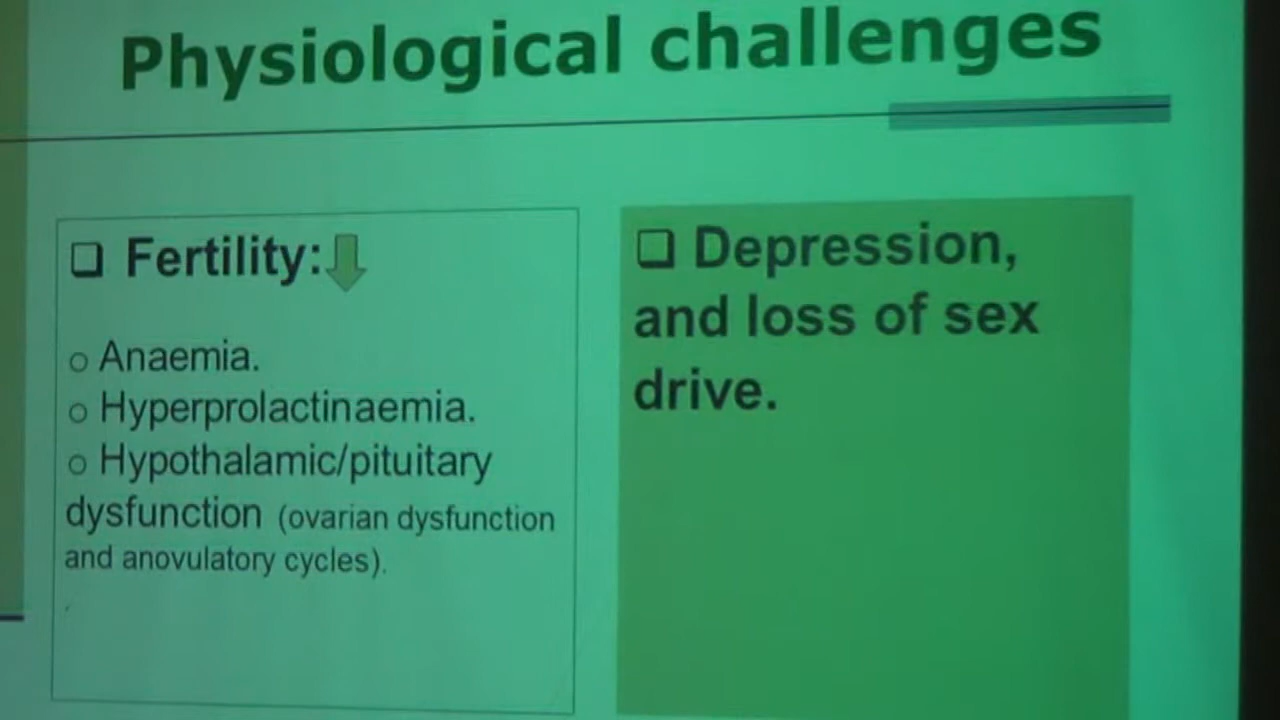 Physiological challenges
❑ Fertility:
o Anaemia.
o Hyperprolactinaemia.
o Hypothalamic/pituitary
dysfunction (ovarian dysfunction
and anovulatory cycles).
❑ Depression,
and loss of sex
drive.